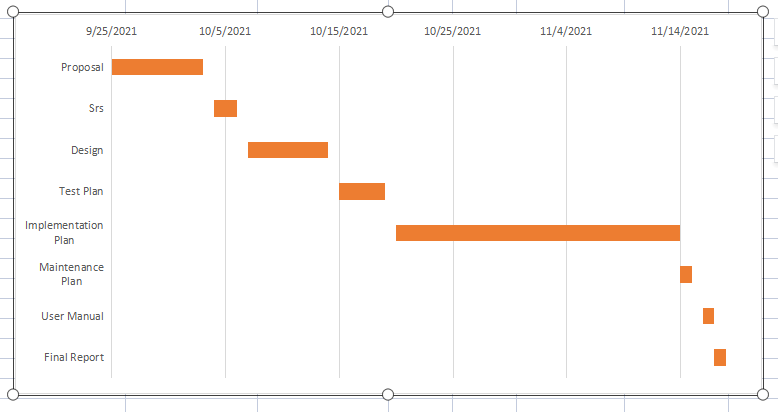 9/25/2021 10/5/2021 10/15/2021 10/25/2021 11/4/2021 11/14/2021
Proposal
Srs
Design
Test Plan
Implementation
Plan
Maintenance
Plan
User Manual
Final Report